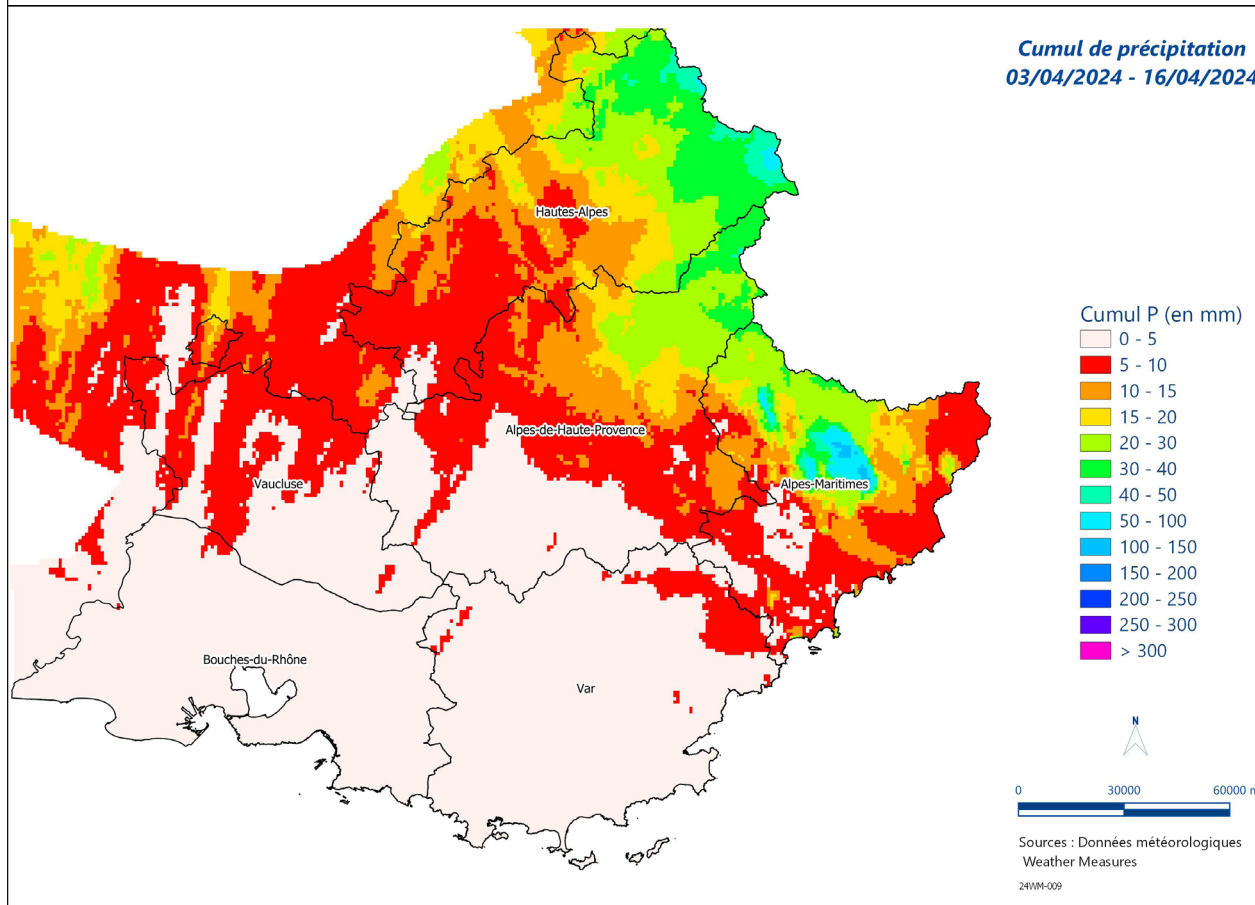 Cumul de précipitation
03/04/2024 - 16/04/2024
Hautes-Alpes
Cumul P (en mm)
0 - 5
5 - 10
10 - 15
15 - 20
20 - 30
30 - 40
40 - 50
50 - 100
100 - 150
150 - 200
200 - 250
250 - 300
> 300
Alpes-de-Haute-Provence
Vaucluse
Alpes-Maritimes
Bouches-du-Rhône
Var
N
0 30000 60000 m
Sources : Données météorologiques
Weather Measures
24WM-009